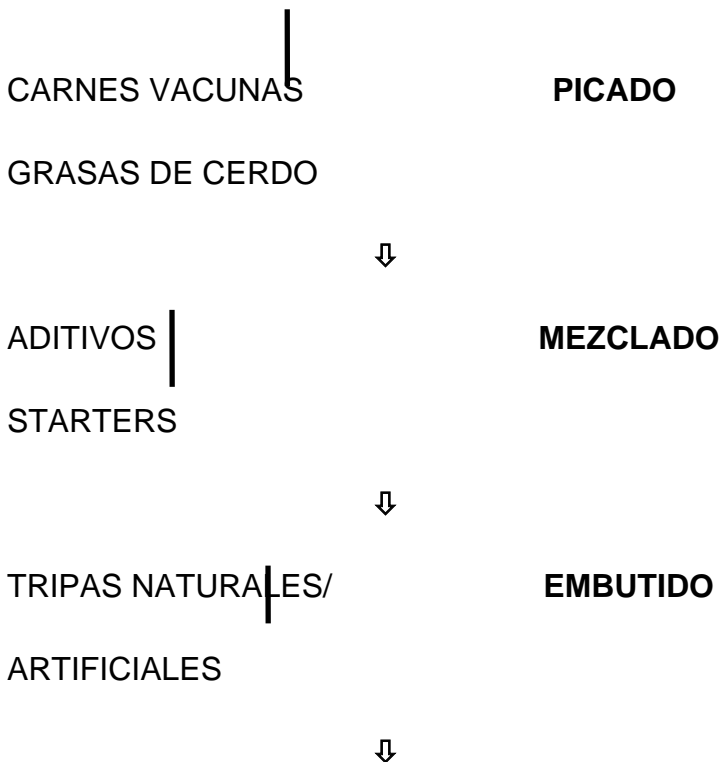 CARNES VACUNAS PICADO
GRASAS DE CERDO
⇩
ADITIVOS MEZCLADO
STARTERS
⇩
TRIPAS NATURALES/ EMBUTIDO
ARTIFICIALES
⇩